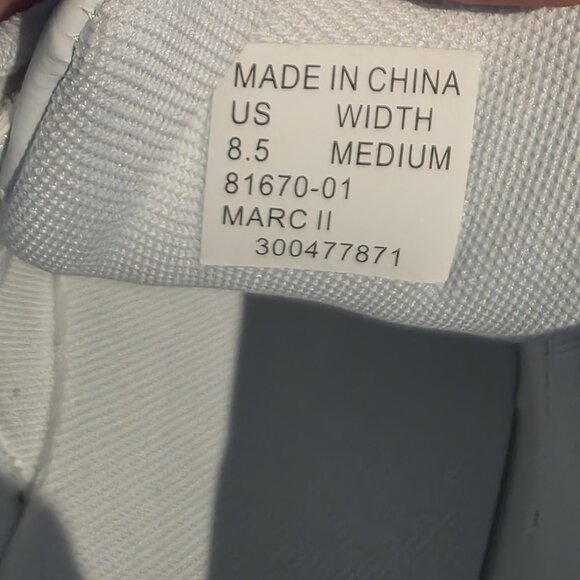 MADE IN CHINA
US WIDTH
8.5 MEDIUM
81670-01
MARC II
300477871